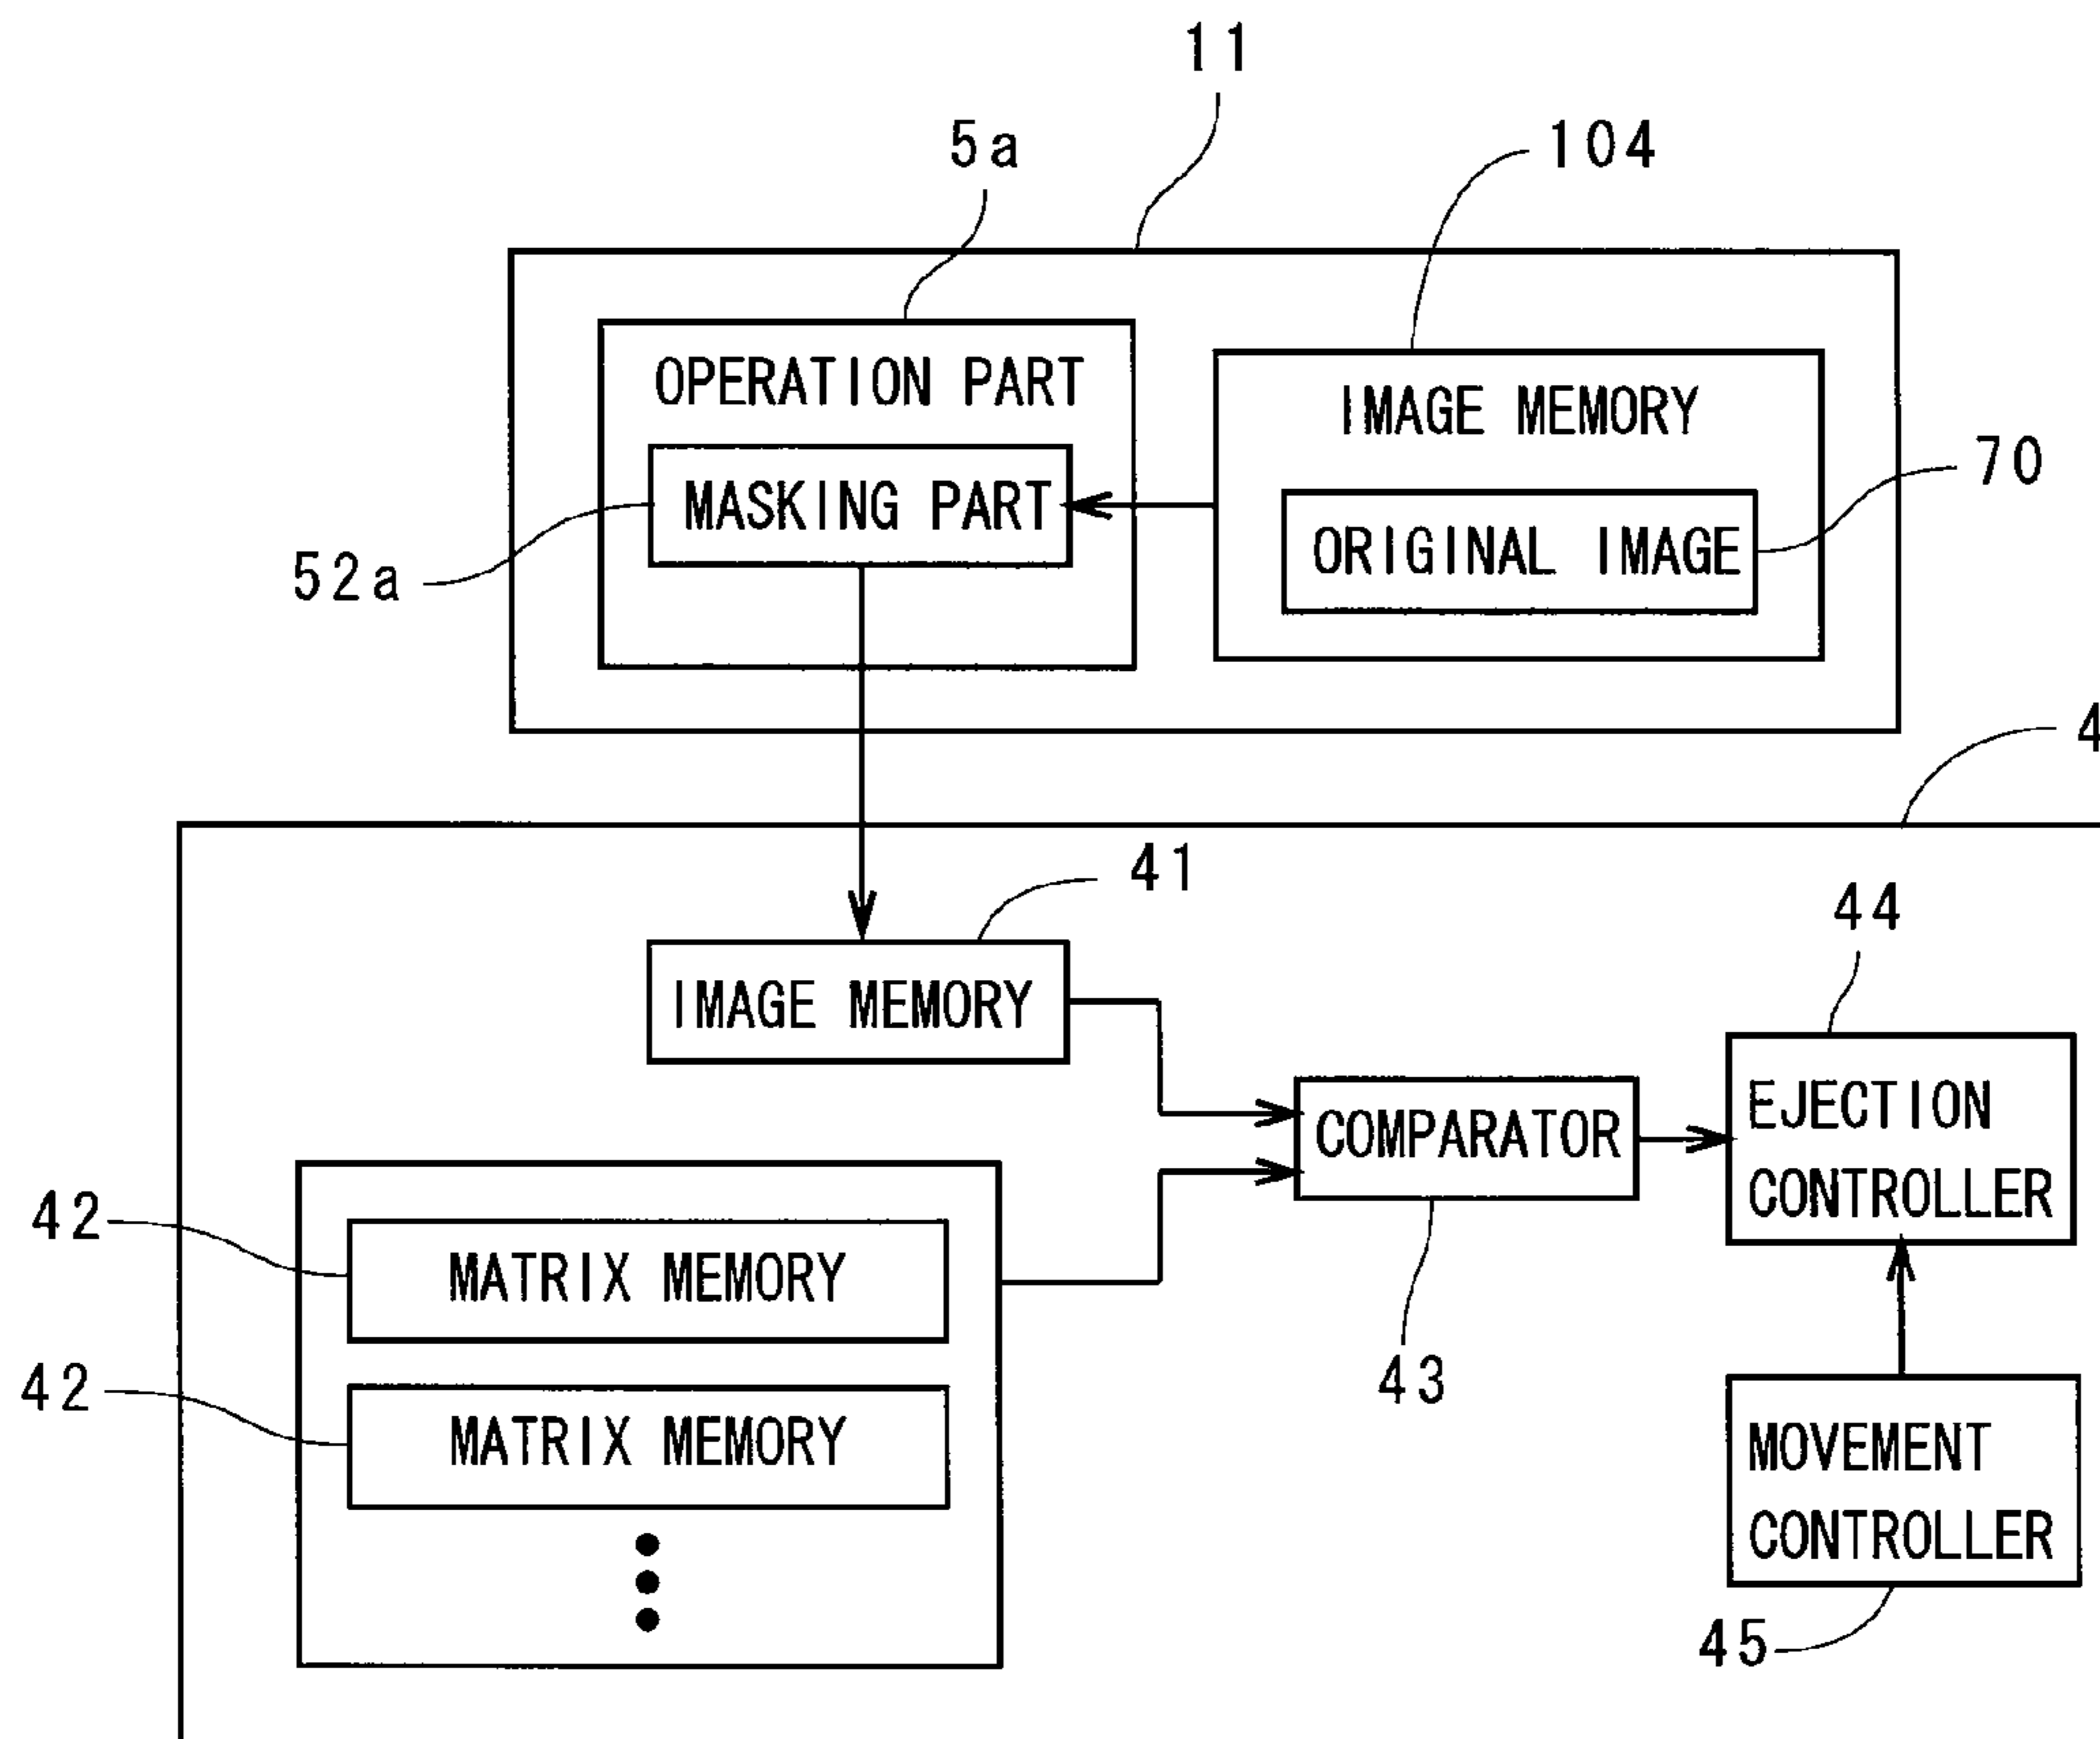 11
5a
104
OPERATION PART
IMAGE MEMORY
70
MASKING PART
ORIGINAL IMAGE
52a
4
41
44
IMAGE MEMORY
EJECTION
CONTROLLER
COMPARATOR
42
MATRIX MEMORY
43
42
MATRIX MEMORY
MOVEMENT
CONTROLLER
45